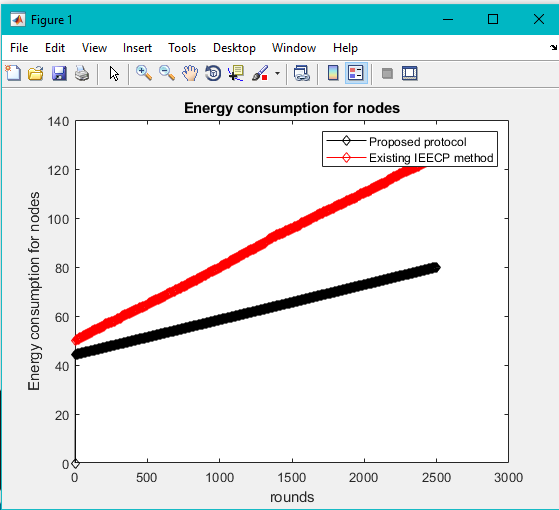 Figure 1
File Edit View Insert Tools Desktop Window Help
Energy consumption for nodes
Proposed protocol
Existing IEECP method
Energy consumption for nodes
140
120
100
80
60
40
20
0
0 500 1000 1500 2000 2500 3000
rounds